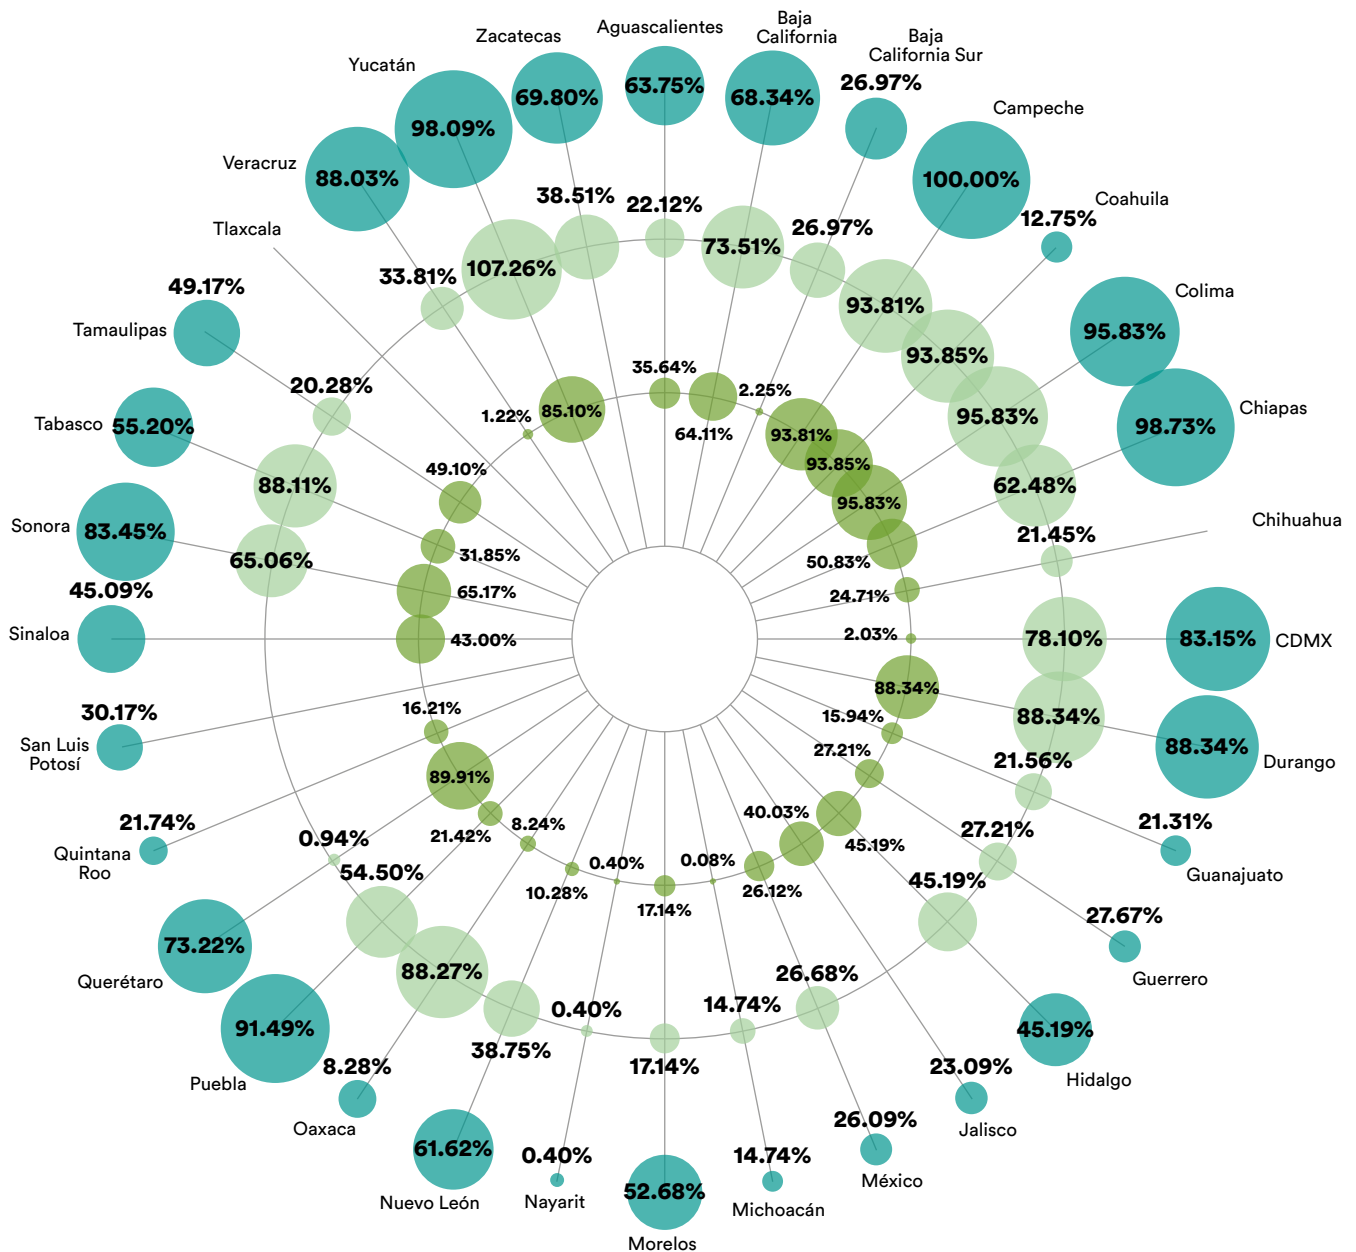 Aguascalientes
63.75%
22.12%
35.64%
Baja
California
68.34%
73.51%
64.11%
Baja
California Sur
26.97%
26.97%
2.25%
Campeche
100.00%
93.81%
93.81%
Coahuila
12.75%
93.85%
93.85%
Colima
95.83%
95.83%
95.83%
Chiapas
98.73%
62.48%
50.83%
Chihuahua
21.45%
24.71%
CDMX
83.15%
78.10%
2.03%
Durango
88.34%
88.34%
88.34%
Guanajuato
21.31%
21.56%
15.94%
Guerrero
27.67%
27.21%
27.21%
Hidalgo
45.19%
45.19%
45.19%
Jalisco
23.09%
40.03%
México
26.09%
26.68%
26.12%
Michoacán
14.74%
14.74%
0.08%
Morelos
52.68%
17.14%
17.14%
Nayarit
0.40%
0.40%
0.40%
Nuevo León
61.62%
38.75%
10.28%
Oaxaca
8.28%
88.27%
8.24%
Puebla
91.49%
54.50%
21.42%
Querétaro
73.22%
0.94%
89.91%
Quintana
Roo
21.74%
16.21%
San Luis
Potosí
30.17%
Sinaloa
45.09%
43.00%
Sonora
83.45%
65.06%
65.17%
Tabasco
55.20%
88.11%
31.85%
Tamaulipas
49.17%
20.28%
49.10%
Tlaxcala
Veracruz
88.03%
33.81%
1.22%
Yucatán
98.09%
107.26%
85.10%
Zacatecas
69.80%
38.51%